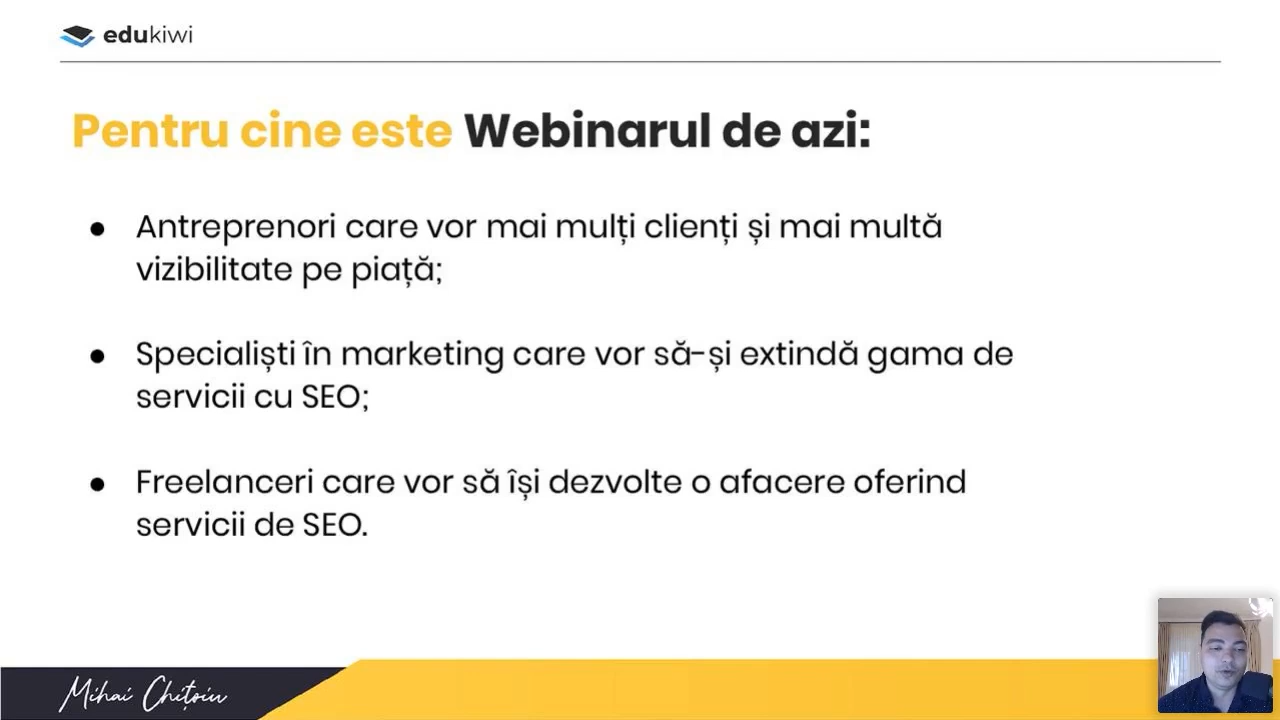 edukiwi
Pentru cine este Webinarul de azi:
● Antreprenori care vor mai mulți clienți și mai multă
vizibilitate pe piață;
● Specialiști în marketing care vor să-și extindă gama de
servicii cu SEO;
● Freelanceri care vor să își dezvolte o afacere oferind
servicii de SEO.
Mihai Chițoiu